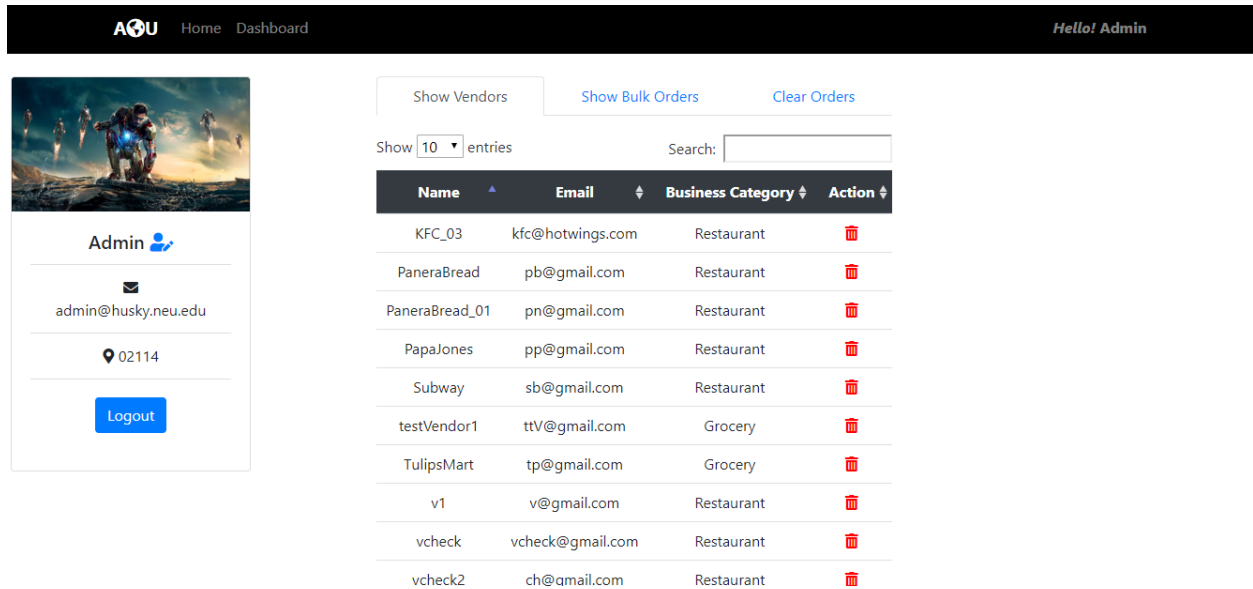 A🌎U Home Dashboard Hello! Admin
Show Vendors Show Bulk Orders Clear Orders
Show 10 entries Search:
Name Email Business Category Action
KFC_03 kfc@hotwings.com Restaurant
PaneraBread pb@gmail.com Restaurant
PaneraBread_01 pn@gmail.com Restaurant
PapaJones pp@gmail.com Restaurant
Subway sb@gmail.com Restaurant
testVendor1 ttV@gmail.com Grocery
TulipsMart tp@gmail.com Grocery
v1 v@gmail.com Restaurant
vcheck vcheck@gmail.com Restaurant
vcheck2 ch@gmail.com Restaurant
Admin
admin@husky.neu.edu
02114
Logout